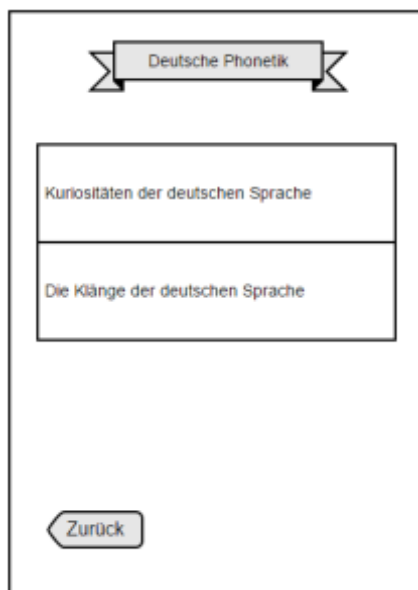 Deutsche Phonetik
Kuriositäten der deutschen Sprache
Die Klänge der deutschen Sprache
Zurück